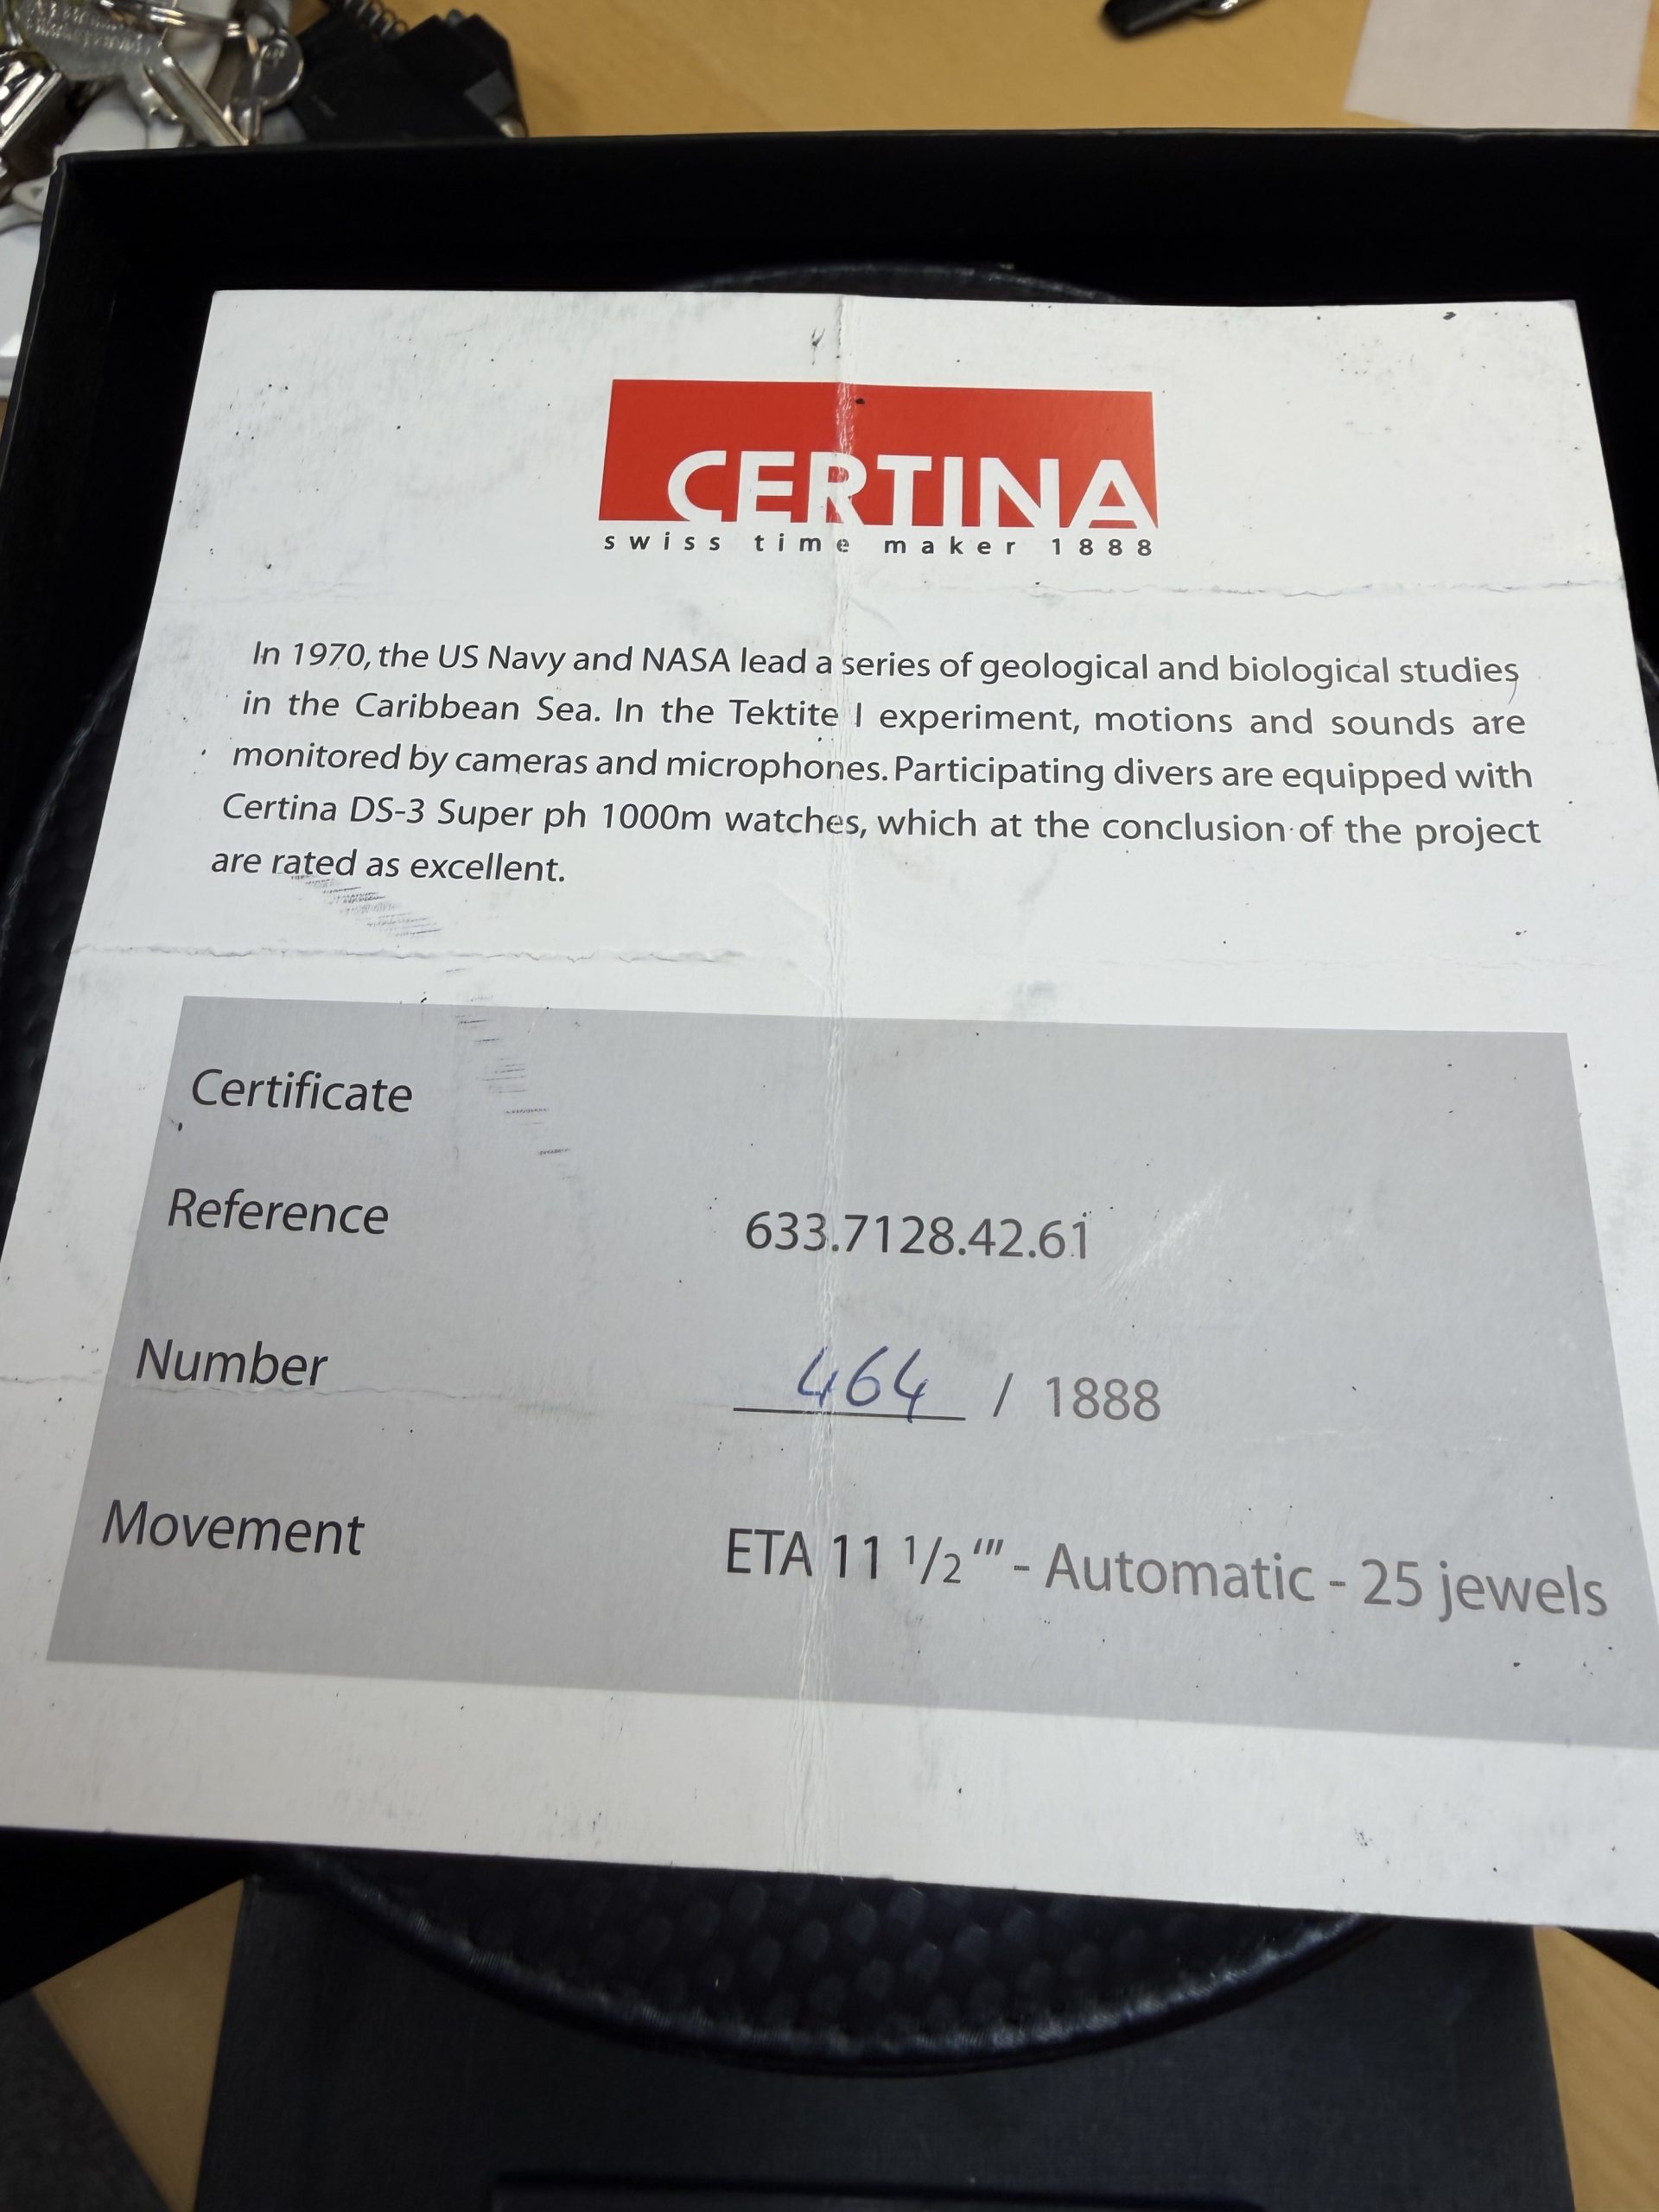 CERTINA
swiss time maker 1888
In 1970, the US Navy and NASA lead a series of geological and biological studies
in the Caribbean Sea. In the Tektite I experiment, motions and sounds are
monitored by cameras and microphones. Participating divers are equipped with
Certina DS-3 Super ph 1000m watches, which at the conclusion of the project
are rated as excellent.
Certificate
Reference 633.7128.42.61
Number 464 / 1888
Movement ETA 11 1/2 ‴ - Automatic - 25 jewels